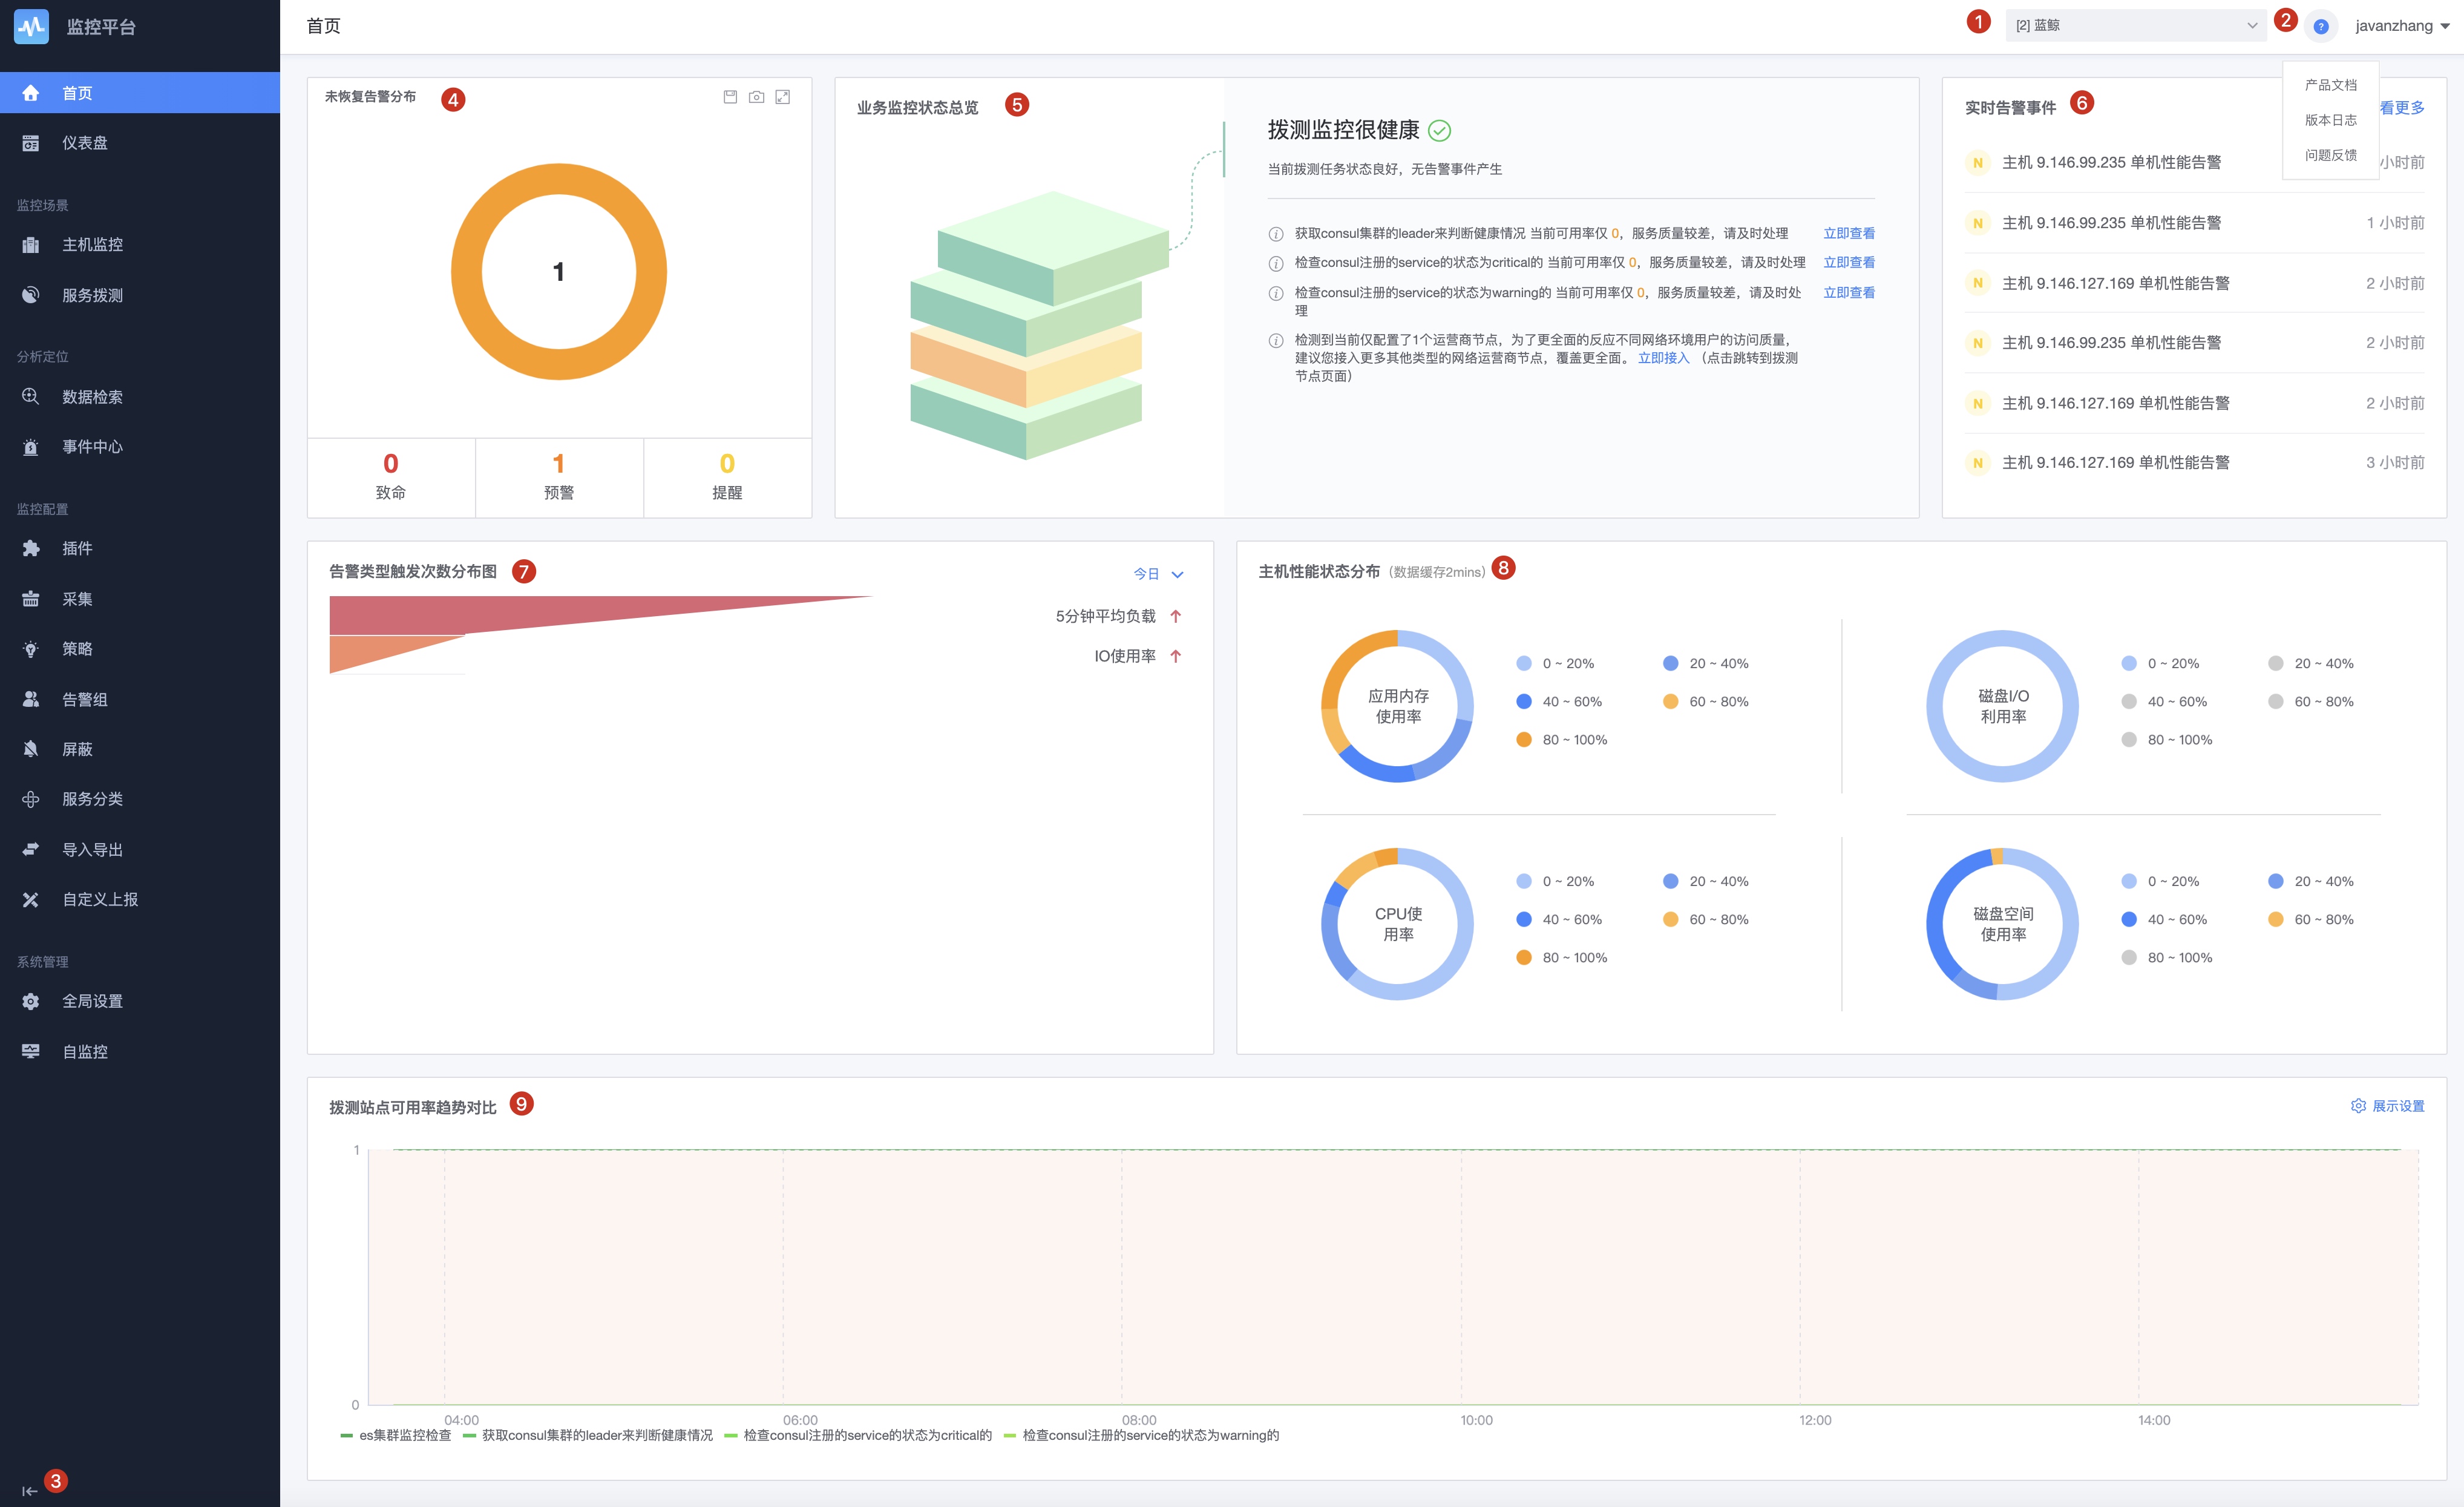 监控平台
首页
仪表盘
监控场景
主机监控
服务拨测
分析定位
数据检索
事件中心
监控配置
插件
采集
策略
告警组
屏蔽
服务分类
导入导出
自定义上报
系统管理
全局设置
自监控
3
首页
1
[2] 蓝鲸
2
?
javanzhang
产品文档
版本日志
问题反馈
未恢复告警分布
4
1
0
致命
1
预警
0
提醒
业务监控状态总览
5
拨测监控很健康
当前拨测任务状态良好，无告警事件产生
获取consul集群的leader来判断健康情况 当前可用率仅 0，服务质量较差，请及时处理 立即查看
检查consul注册的service的状态为critical的 当前可用率仅 0，服务质量较差，请及时处理 立即查看
检查consul注册的service的状态为warning的 当前可用率仅 0，服务质量较差，请及时处 立即查看
理
检测到当前仅配置了1个运营商节点，为了更全面的反应不同网络环境用户的访问质量，
建议您接入更多其他类型的网络运营商节点，覆盖更全面。 立即接入 （点击跳转到拨测
节点页面）
实时告警事件
6
看更多
N 主机 9.146.99.235 单机性能告警 小时前
N 主机 9.146.99.235 单机性能告警 1 小时前
N 主机 9.146.127.169 单机性能告警 2 小时前
N 主机 9.146.99.235 单机性能告警 2 小时前
N 主机 9.146.127.169 单机性能告警 2 小时前
N 主机 9.146.127.169 单机性能告警 3 小时前
告警类型触发次数分布图
7
今日
5分钟平均负载
IO使用率
主机性能状态分布 (数据缓存2mins)
8
应用内存
使用率
0 ~ 20% 20 ~ 40%
40 ~ 60% 60 ~ 80%
80 ~ 100%
磁盘I/O
利用率
0 ~ 20% 20 ~ 40%
40 ~ 60% 60 ~ 80%
80 ~ 100%
CPU使
用率
0 ~ 20% 20 ~ 40%
40 ~ 60% 60 ~ 80%
80 ~ 100%
磁盘空间
使用率
0 ~ 20% 20 ~ 40%
40 ~ 60% 60 ~ 80%
80 ~ 100%
拨测站点可用率趋势对比
9
展示设置
1
0
04:00 06:00 08:00 10:00 12:00 14:00
es集群监控检查 获取consul集群的leader来判断健康情况 检查consul注册的service的状态为critical的 检查consul注册的service的状态为warning的